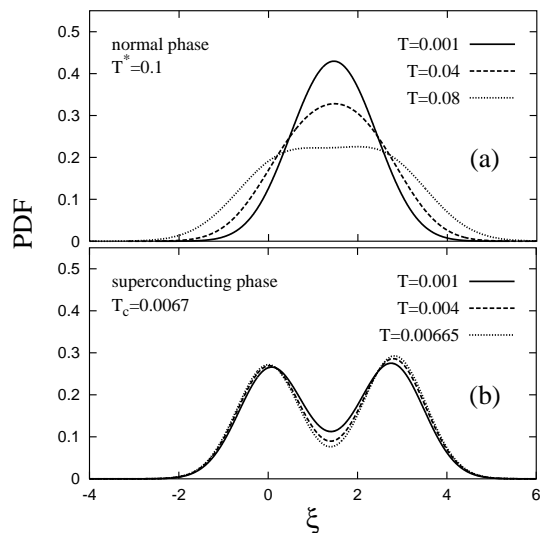 0.5
0.4
0.3
0.2
0.1
0
normal phase
T*=0.1
T=0.001
T=0.04
T=0.08
(a)
PDF
0.5
0.4
0.3
0.2
0.1
0
superconducting phase
Tc=0.0067
T=0.001
T=0.004
T=0.00665
(b)
-4 -2 0 2 4 6
ξ